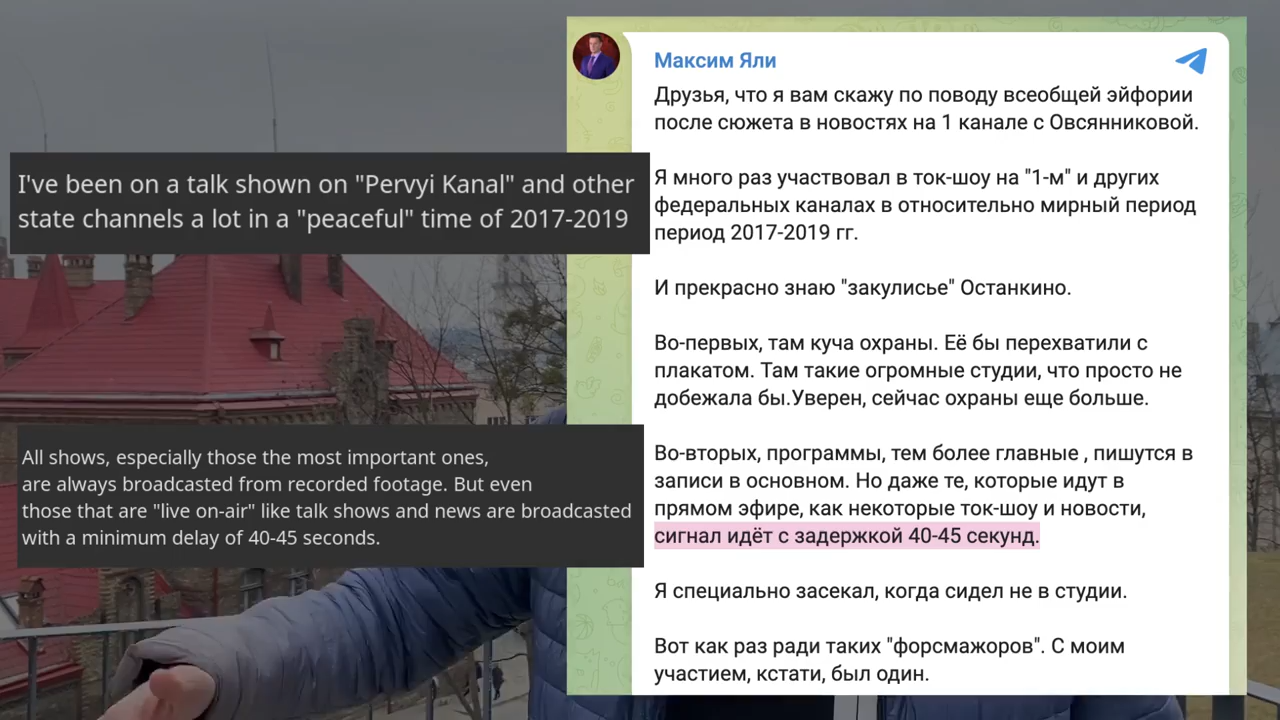 Максим Яли
Друзья, что я вам скажу по поводу всеобщей эйфории
после сюжета в новостях на 1 канале с Овсянниковой.
I've been on a talk shown on "Pervyi Kanal" and other
state channels a lot in a "peaceful" time of 2017-2019
Я много раз участвовал в ток-шоу на "1-м" и других
федеральных каналах в относительно мирный период
период 2017-2019 гг.
И прекрасно знаю "закулисье" Останкино.
Во-первых, там куча охраны. Её бы перехватили с
плакатом. Там такие огромные студии, что просто не
добежала бы.Уверен, сейчас охраны еще больше.
All shows, especially those the most important ones,
are always broadcasted from recorded footage. But even
those that are "live on-air" like talk shows and news are broadcasted
with a minimum delay of 40-45 seconds.
Во-вторых, программы, тем более главные , пишутся в
записи в основном. Но даже те, которые идут в
прямом эфире, как некоторые ток-шоу и новости,
сигнал идёт с задержкой 40-45 секунд.
Я специально засекал, когда сидел не в студии.
Вот как раз ради таких "форсмажоров". С моим
участием, кстати, был один.